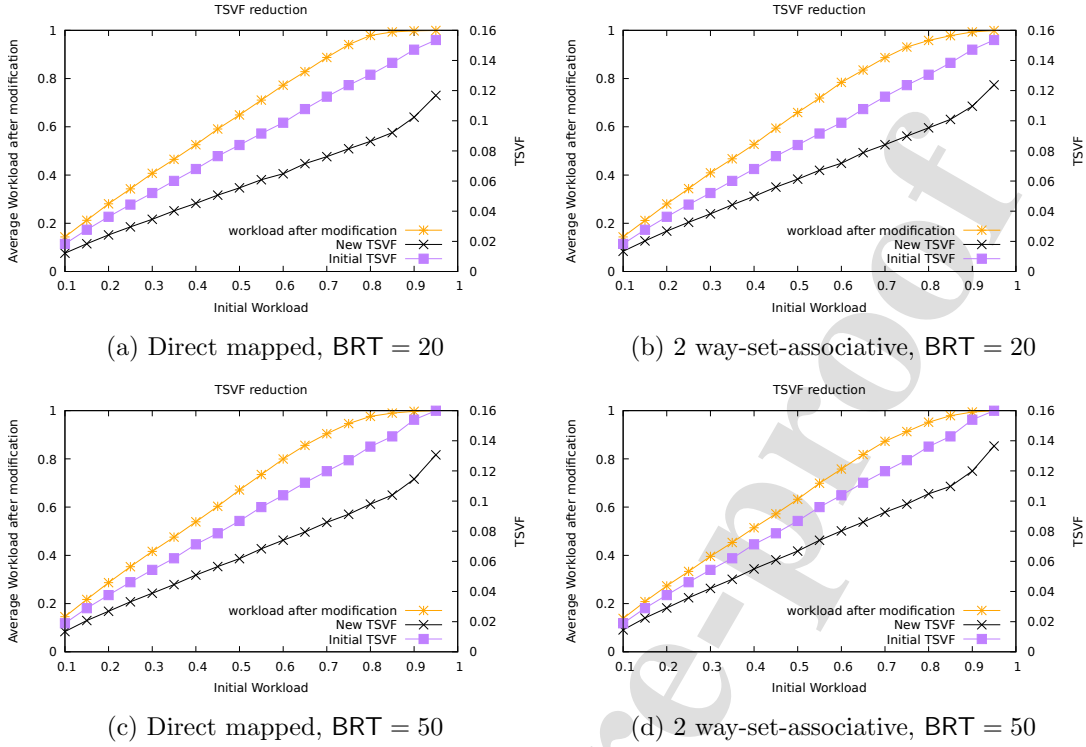 TSVF reduction
1
0.8
0.6
0.4
0.2
0
0.16
0.14
0.12
0.1
0.08
0.06
0.04
0.02
0
Average Workload after modification
TSVF
workload after modification
New TSVF
Initial TSVF
0.1 0.2 0.3 0.4 0.5 0.6 0.7 0.8 0.9 1
Initial Workload
(a) Direct mapped, BRT = 20
TSVF reduction
1
0.8
0.6
0.4
0.2
0
0.16
0.14
0.12
0.1
0.08
0.06
0.04
0.02
0
Average Workload after modification
TSVF
workload after modification
New TSVF
Initial TSVF
0.1 0.2 0.3 0.4 0.5 0.6 0.7 0.8 0.9 1
Initial Workload
(b) 2 way-set-associative, BRT = 20
TSVF reduction
1
0.8
0.6
0.4
0.2
0
0.16
0.14
0.12
0.1
0.08
0.06
0.04
0.02
0
Average Workload after modification
TSVF
workload after modification
New TSVF
Initial TSVF
0.1 0.2 0.3 0.4 0.5 0.6 0.7 0.8 0.9 1
Initial Workload
(c) Direct mapped, BRT = 50
TSVF reduction
1
0.8
0.6
0.4
0.2
0
0.16
0.14
0.12
0.1
0.08
0.06
0.04
0.02
0
Average Workload after modification
TSVF
workload after modification
New TSVF
Initial TSVF
0.1 0.2 0.3 0.4 0.5 0.6 0.7 0.8 0.9 1
Initial Workload
(d) 2 way-set-associative, BRT = 50
e-proof